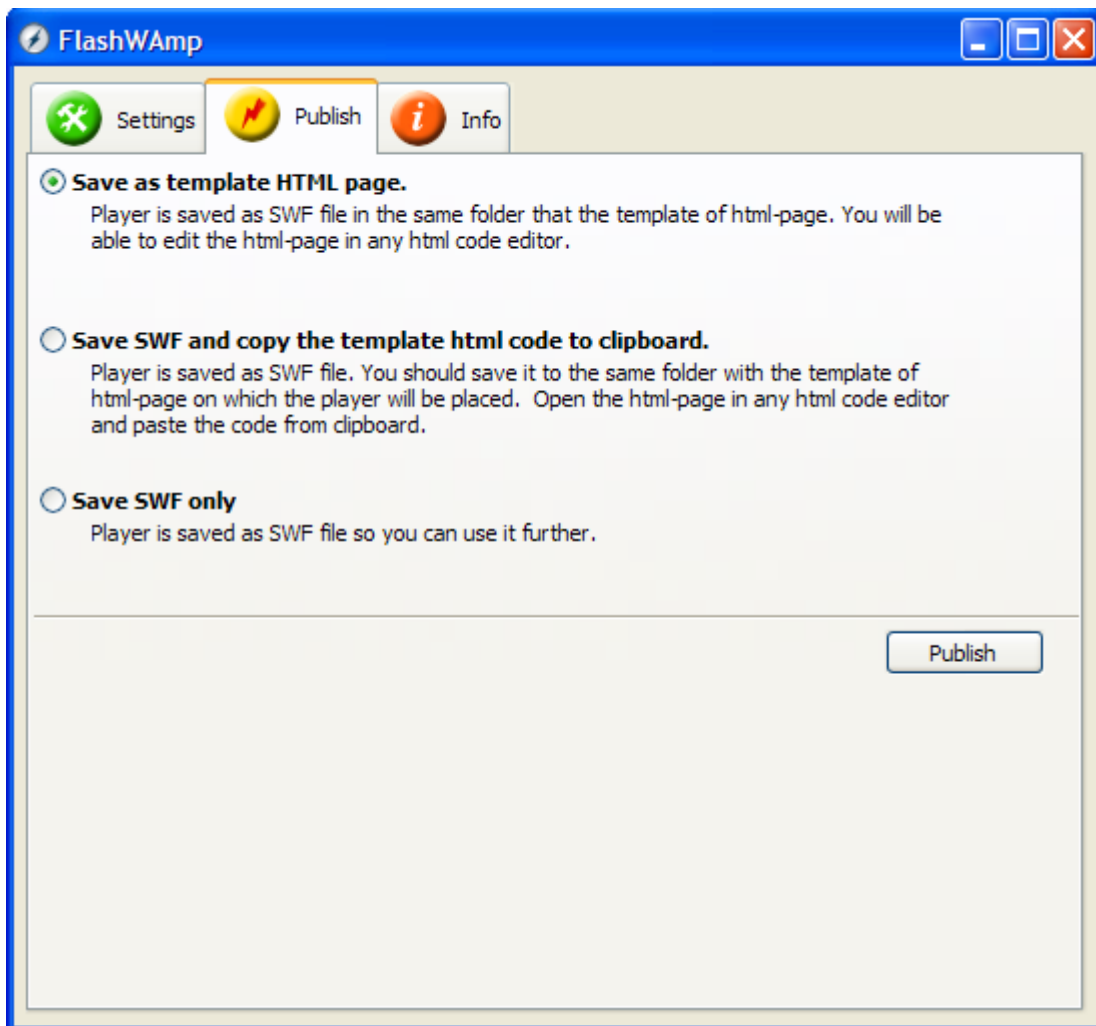 FlashWAmp
Settings
Publish
Info
Save as template HTML page.
Player is saved as SWF file in the same folder that the template of html-page. You will be
able to edit the html-page in any html code editor.
Save SWF and copy the template html code to clipboard.
Player is saved as SWF file. You should save it to the same folder with the template of
html-page on which the player will be placed.  Open the html-page in any html code editor
and paste the code from clipboard.
Save SWF only
Player is saved as SWF file so you can use it further.
Publish